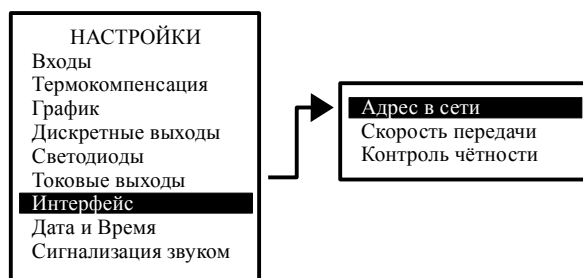 НАСТРОЙКИ
Входы
Термокомпенсация
График
Дискретные выходы
Светодиоды
Токовые выходы
Интерфейс
Дата и Время
Сигнализация звуком
Адрес в сети
Скорость передачи
Контроль чётности